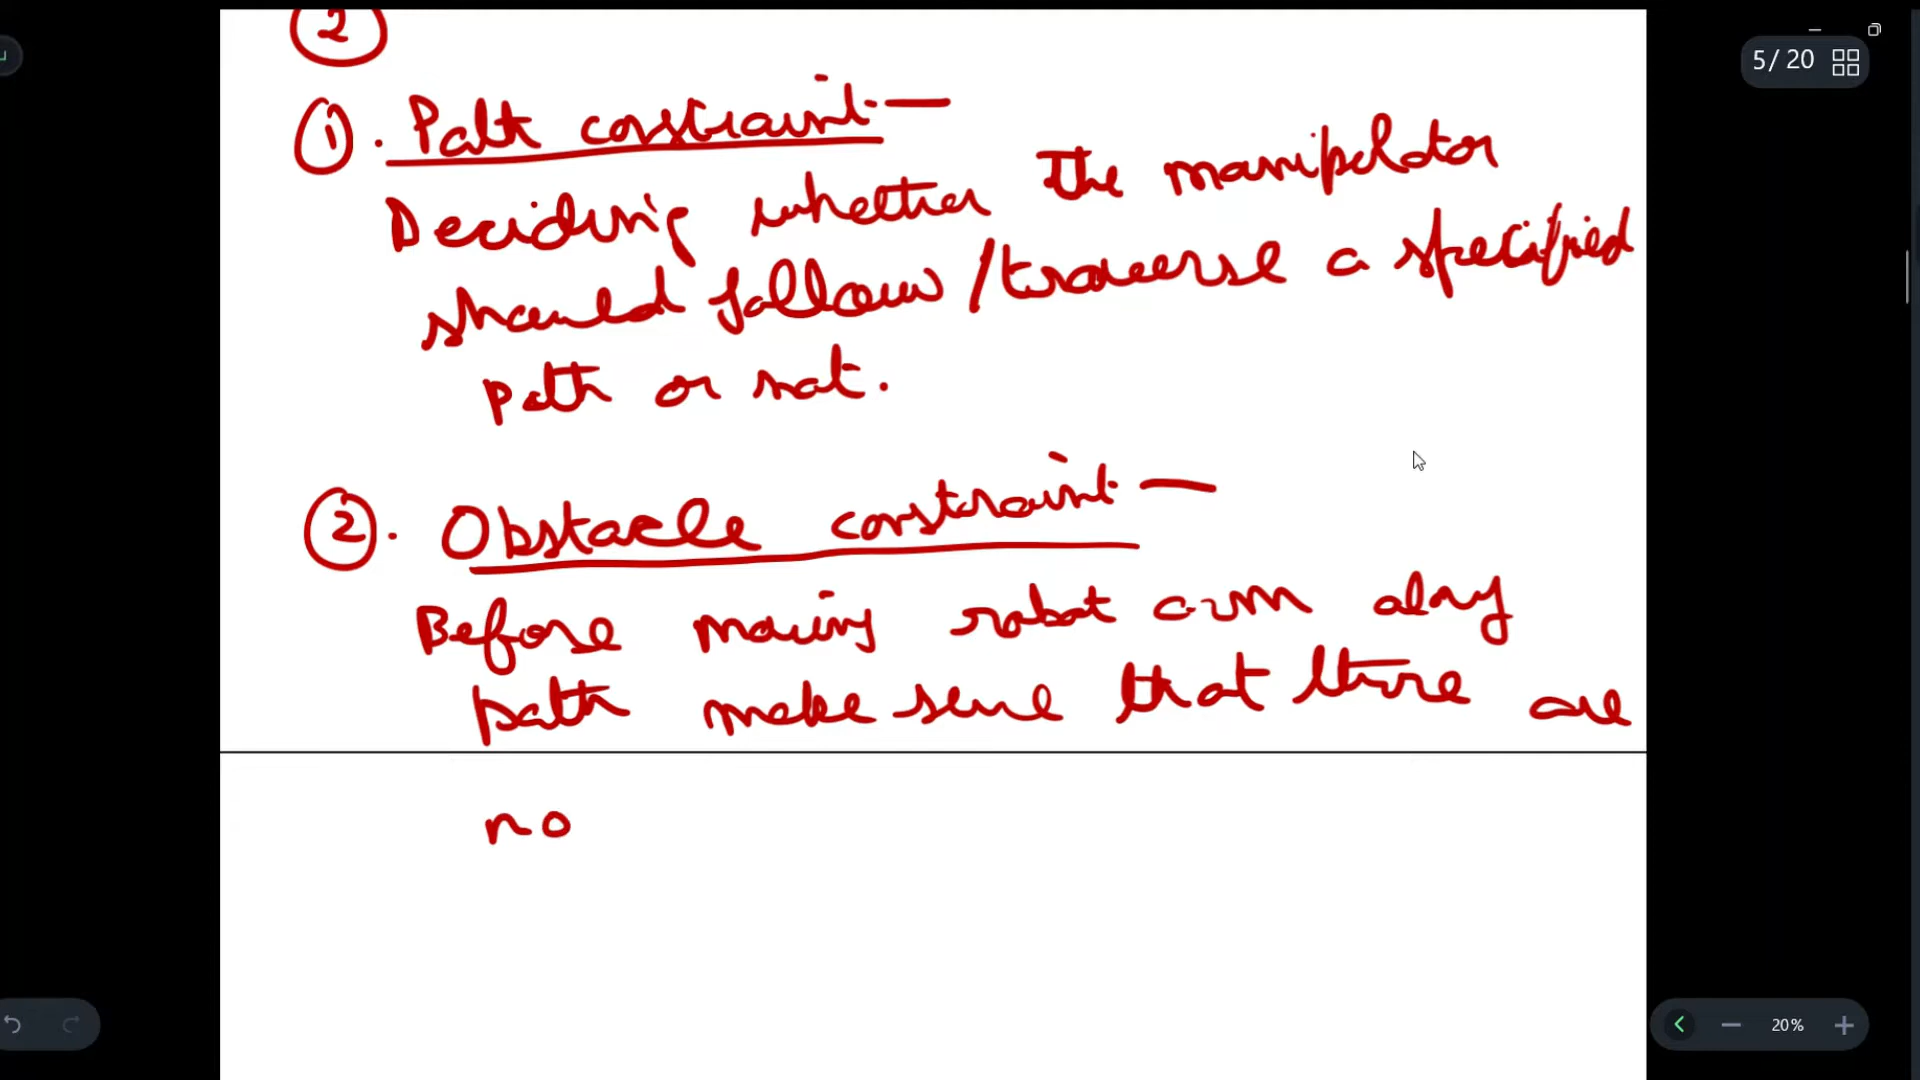 2
5/ 20
① . Path constraint —
Deciding whether the manipulator
should follow / traverse a specified
path or not.
② . Obstacle constraint —
Before moving robot arm along
path make sure that there are
no
20%